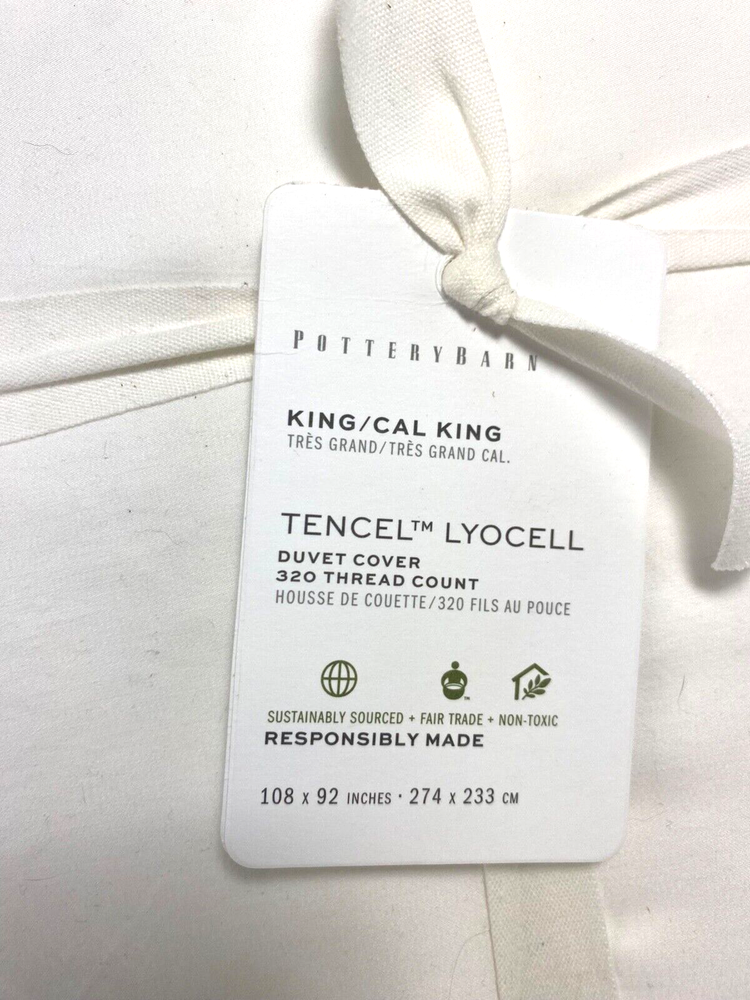 POTTERYBARN
KING/CAL KING
TRÈS GRAND/TRÈS GRAND CAL.
TENCEL™ LYOCELL
DUVET COVER
320 THREAD COUNT
HOUSSE DE COUETTE/320 FILS AU POUCE
SUSTAINABLY SOURCED + FAIR TRADE + NON-TOXIC
RESPONSIBLY MADE
108 X 92 INCHES · 274 X 233 CM